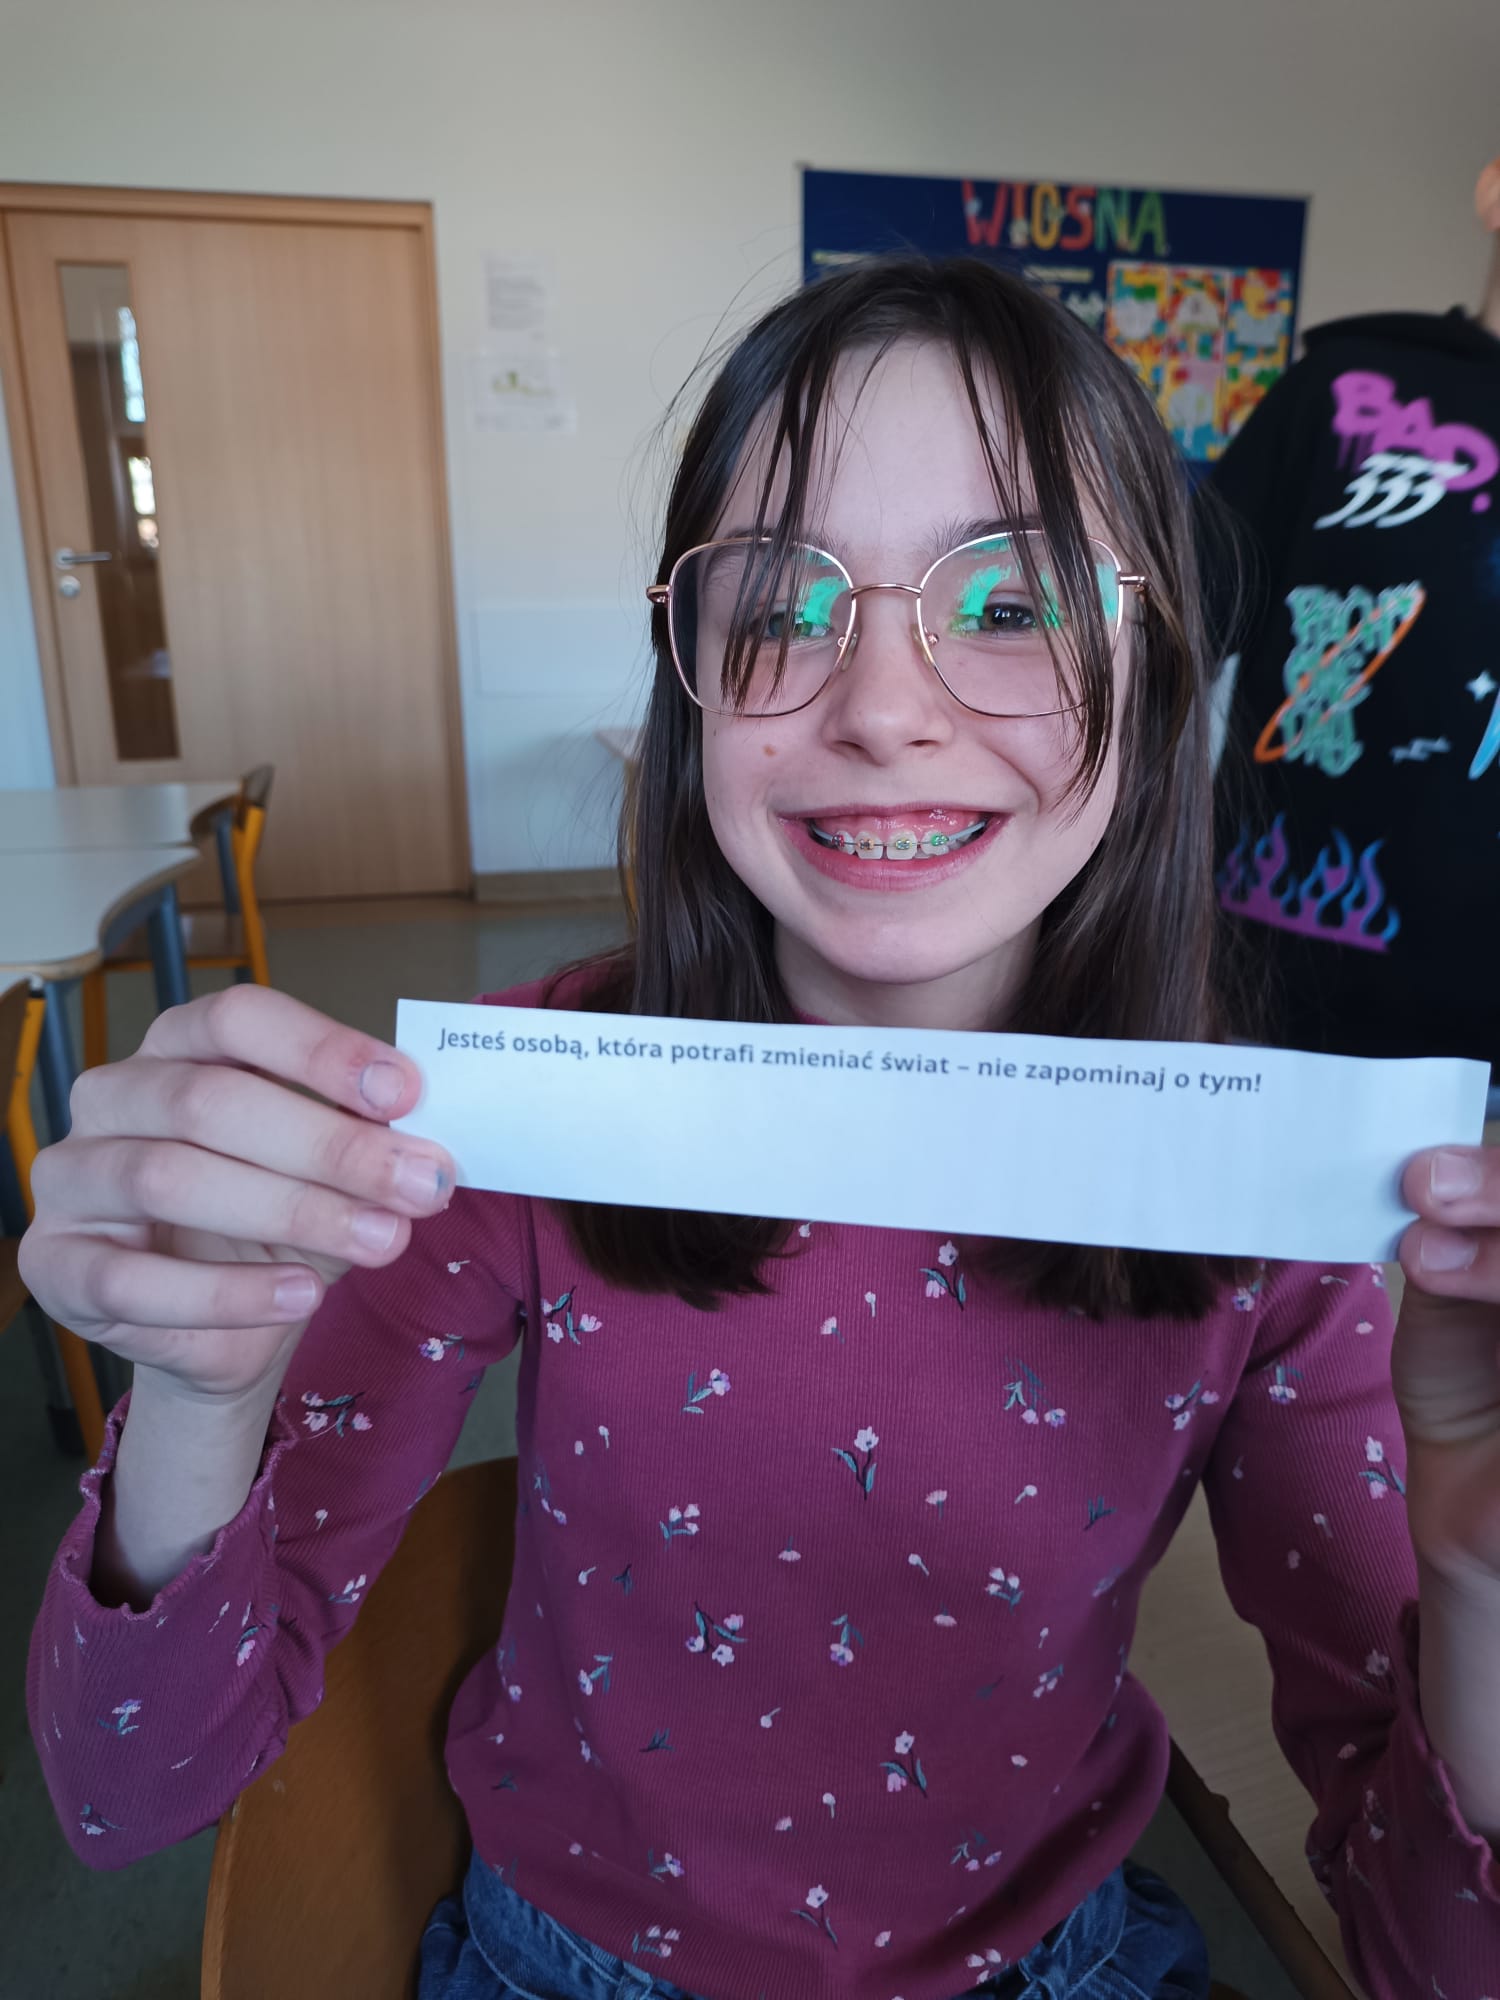 WIOSNA
BAD.
333
Jesteś osobą, która potrafi zmieniać świat – nie zapominaj o tym!